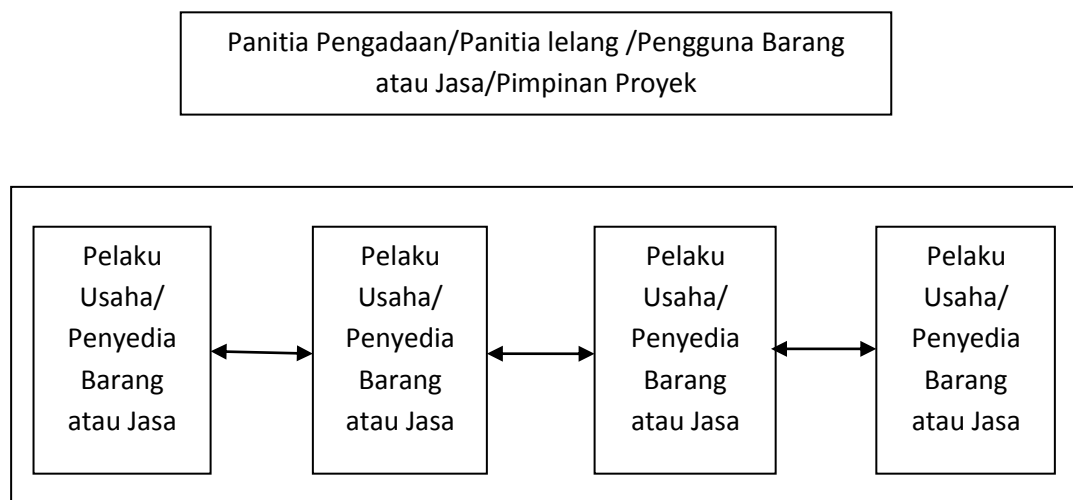 Panitia Pengadaan/Panitia lelang /Pengguna Barang
atau Jasa/Pimpinan Proyek
Pelaku
Usaha/
Penyedia
Barang
atau Jasa
Pelaku
Usaha/
Penyedia
Barang
atau Jasa
Pelaku
Usaha/
Penyedia
Barang
atau Jasa
Pelaku
Usaha/
Penyedia
Barang
atau Jasa